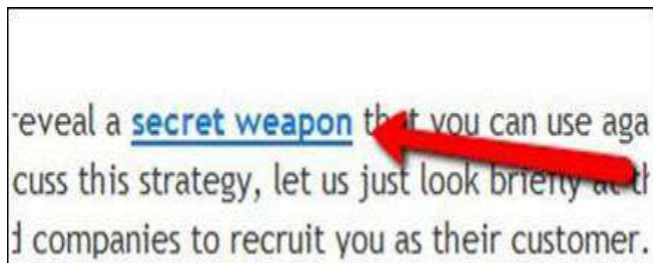 reveal a secret weapon that you can use aga
cuss this strategy, let us just look briefly at th
d companies to recruit you as their customer.